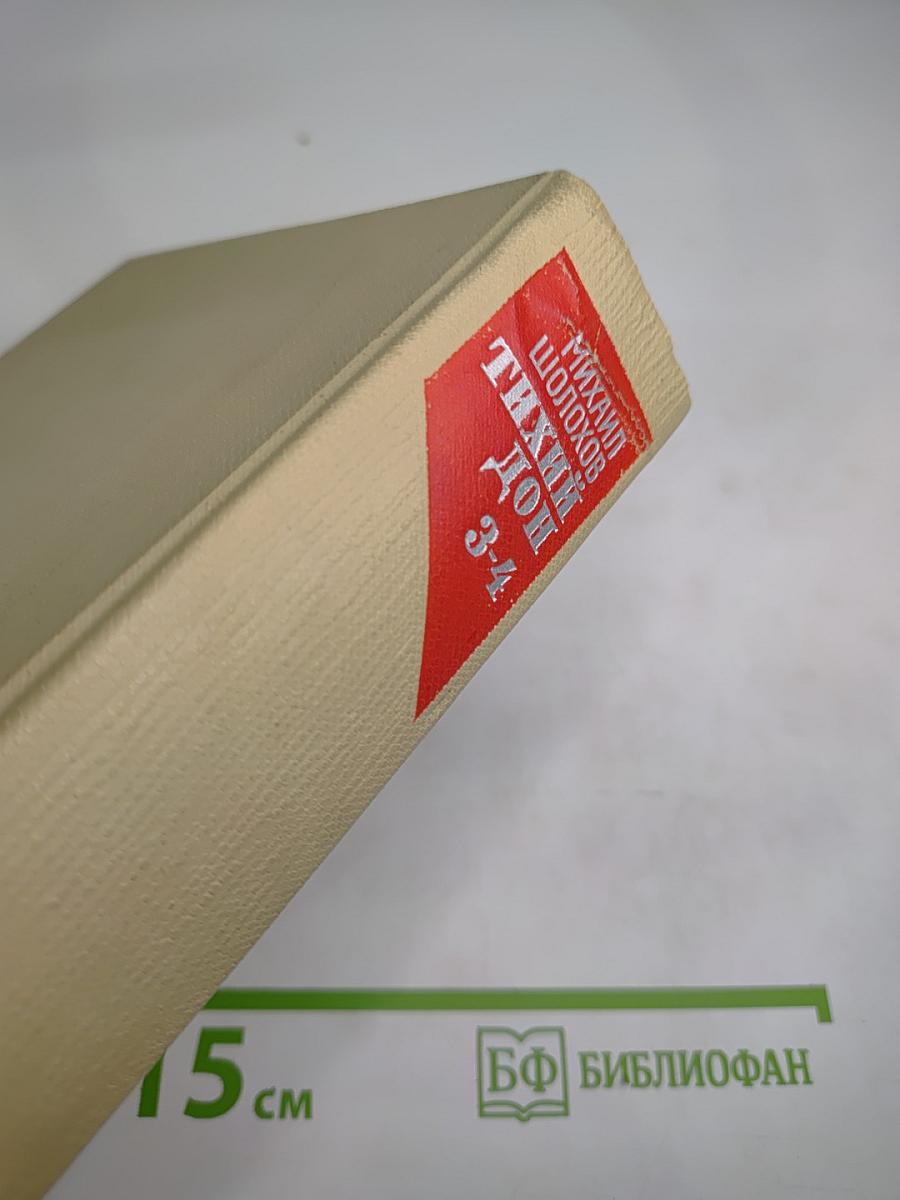 МИХАИЛ
ШОЛОХОВ
ТИХИЙ
ДОН
3-4
15 см
БФ БИБЛИОФАН